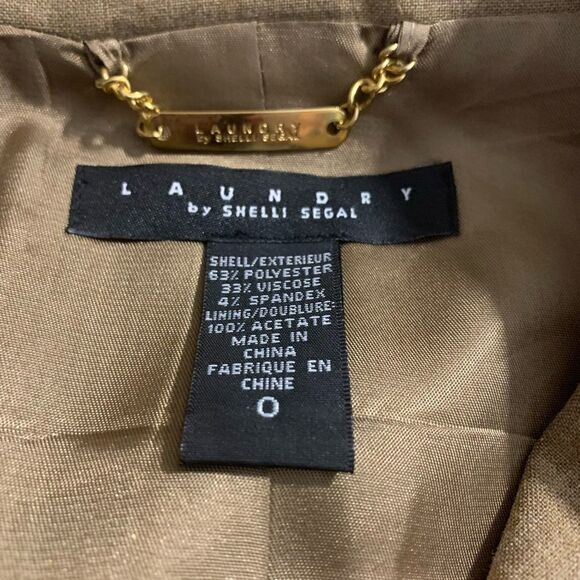 LAUNDRY
by SHELLI SEGAL
LAUNDRY
by SHELLI SEGAL
SHELL/EXTERIEUR
63% POLYESTER
33% VISCOSE
4% SPANDEX
LINING/DOUBLURE:
100% ACETATE
MADE IN
CHINA
FABRIQUE EN
CHINE
0